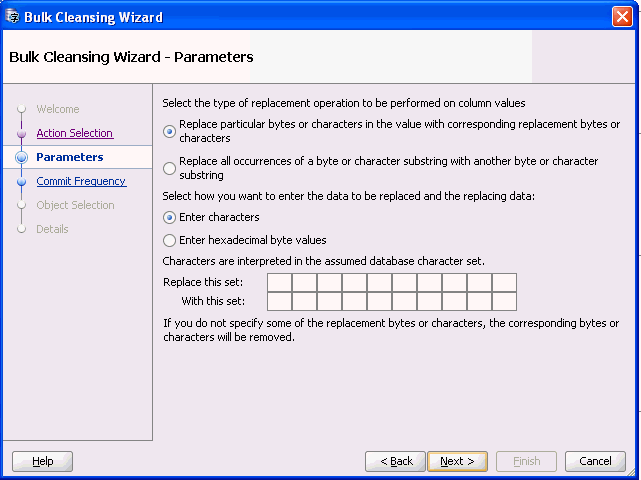 Bulk Cleansing Wizard
Bulk Cleansing Wizard - Parameters
Welcome
Action Selection
Parameters
Commit Frequency
Object Selection
Details
Select the type of replacement operation to be performed on column values
Replace particular bytes or characters in the value with corresponding replacement bytes or
characters
Replace all occurrences of a byte or character substring with another byte or character
substring
Select how you want to enter the data to be replaced and the replacing data:
Enter characters
Enter hexadecimal byte values
Characters are interpreted in the assumed database character set.
Replace this set:
With this set:
If you do not specify some of the replacement bytes or characters, the corresponding bytes or
characters will be removed.
Help
< Back
Next >
Finish
Cancel